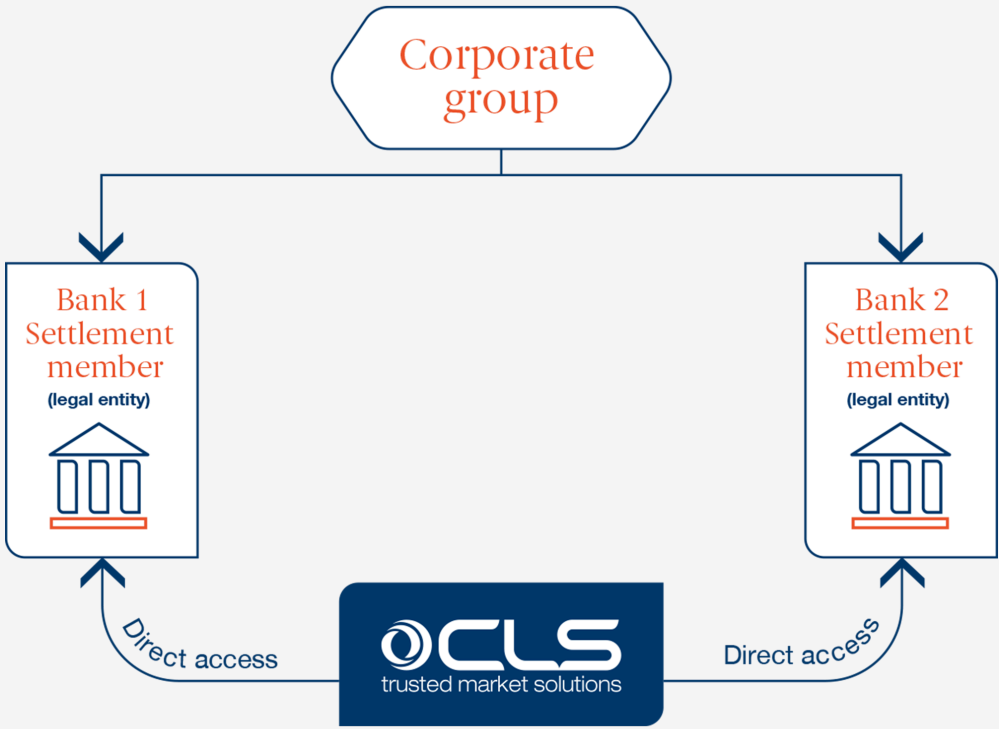 Corporate
group
Bank 1
Settlement
member
(legal entity)
Bank 2
Settlement
member
(legal entity)
Direct access
CLS
trusted market solutions
Direct access